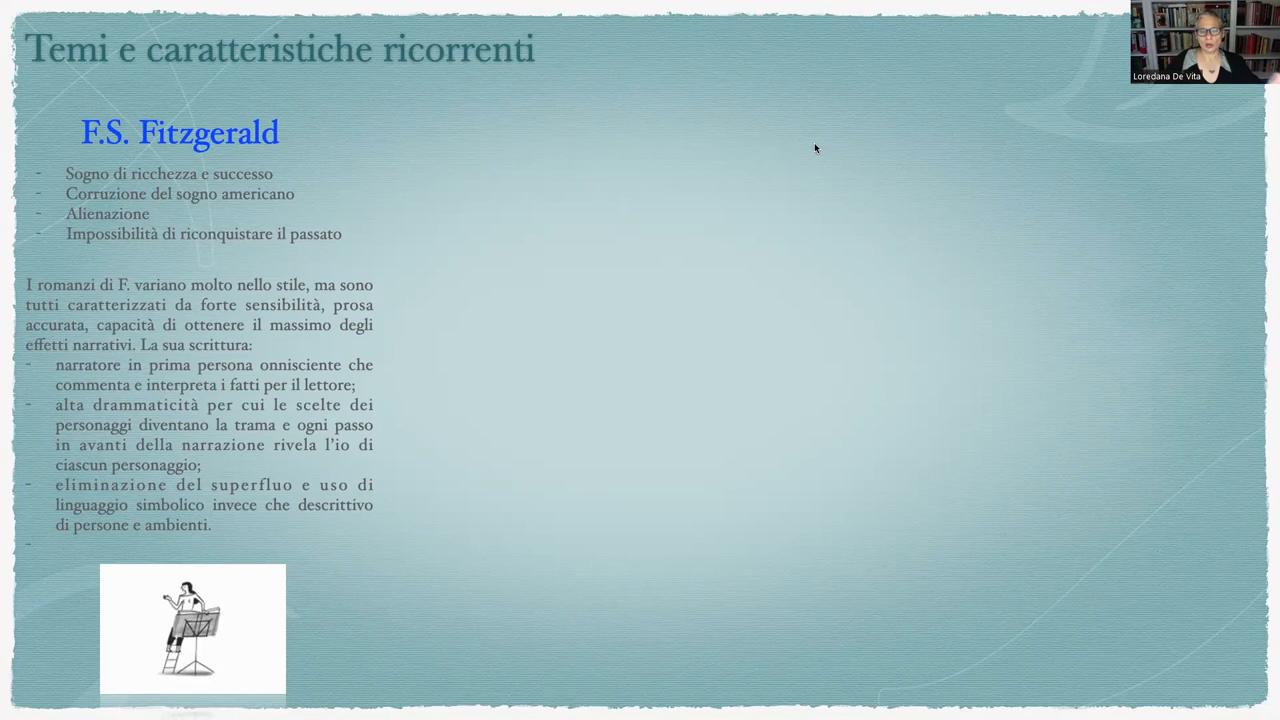 Temi e caratteristiche ricorrenti
Loredana De Vita
F.S. Fitzgerald
- Sogno di ricchezza e successo
- Corruzione del sogno americano
- Alienazione
- Impossibilità di riconquistare il passato
I romanzi di F. variano molto nello stile, ma sono
tutti caratterizzati da forte sensibilità, prosa
accurata, capacità di ottenere il massimo degli
effetti narrativi. La sua scrittura:
- narratore in prima persona onnisciente che
commenta e interpreta i fatti per il lettore;
- alta drammaticità per cui le scelte dei
personaggi diventano la trama e ogni passo
in avanti della narrazione rivela l'io di
ciascun personaggio;
- eliminazione del superfluo e uso di
linguaggio simbolico invece che descrittivo
di persone e ambienti.
-